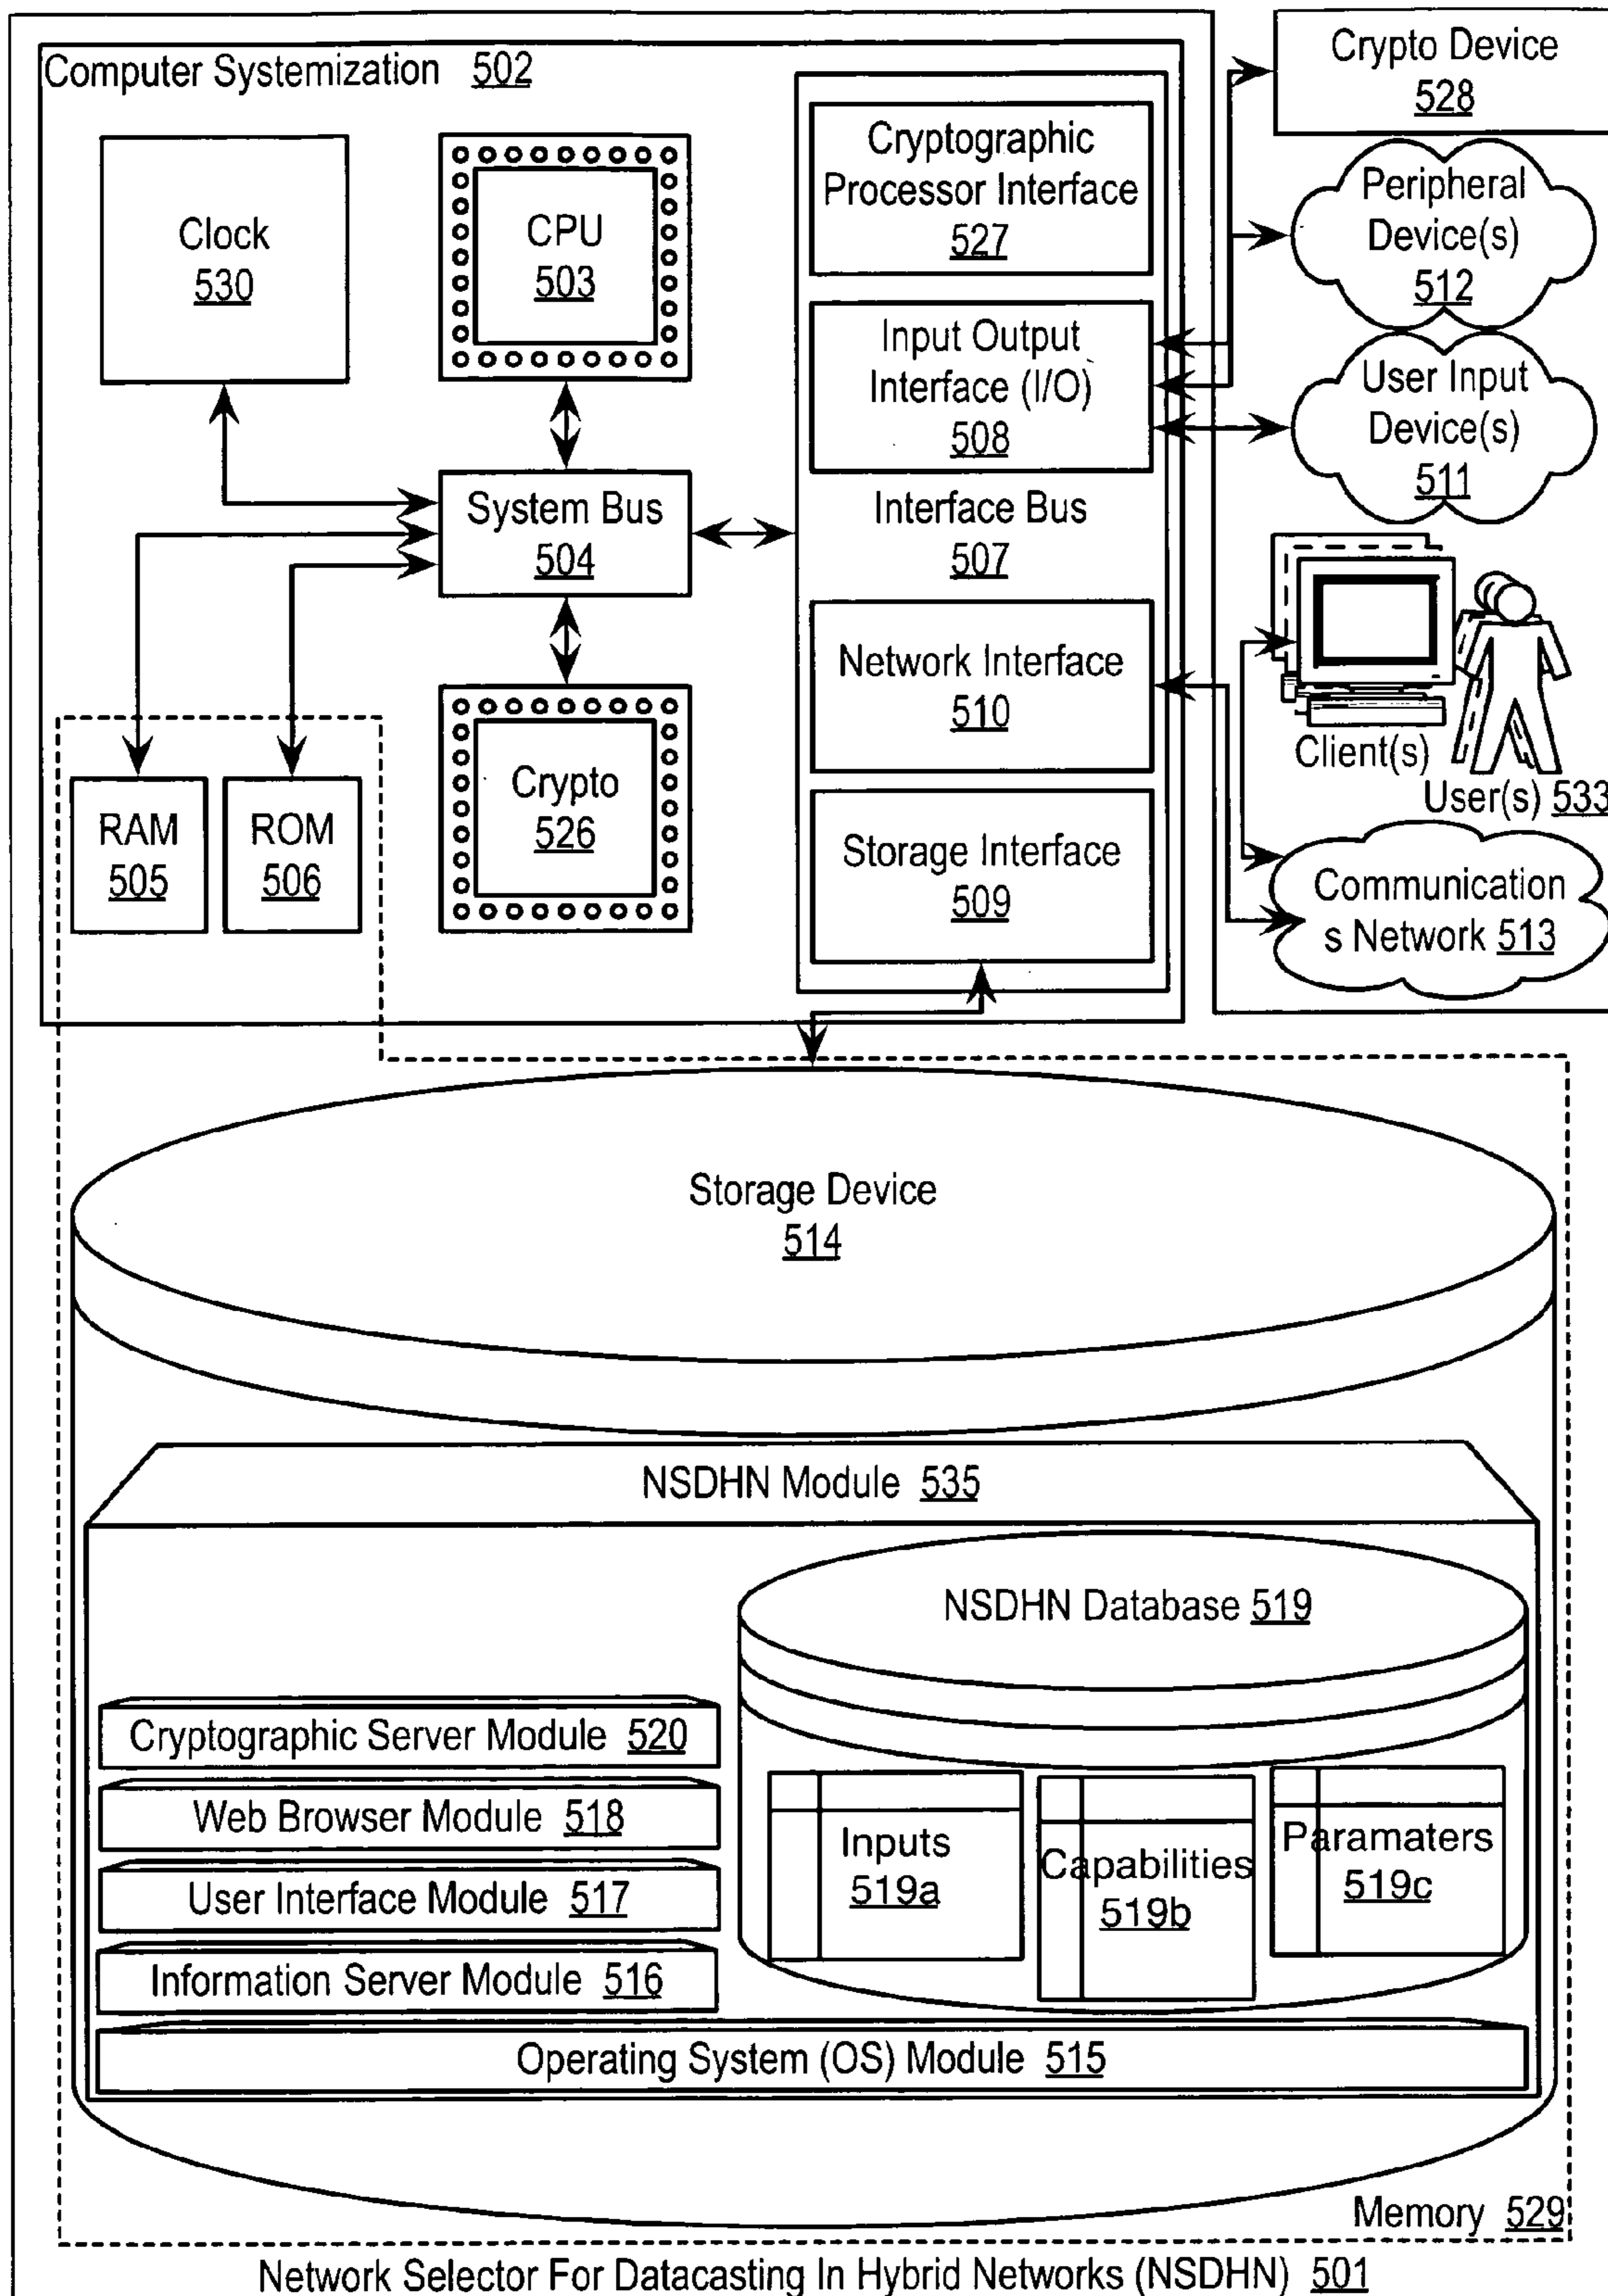 Computer Systemization 502
Clock
530
CPU
503
System Bus
504
RAM
505
ROM
506
Crypto
526
Cryptographic
Processor Interface
527
Input Output
Interface (I/O)
508
Interface Bus
507
Network Interface
510
Storage Interface
509
Crypto Device
528
Peripheral
Device(s)
512
User Input
Device(s)
511
Client(s)
User(s) 533
Communication
s Network 513
Storage Device
514
NSDHN Module 535
NSDHN Database 519
Cryptographic Server Module 520
Web Browser Module 518
User Interface Module 517
Information Server Module 516
Inputs
519a
Capabilities
519b
Paramaters
519c
Operating System (OS) Module 515
Memory 529
Network Selector For Datacasting In Hybrid Networks (NSDHN) 501